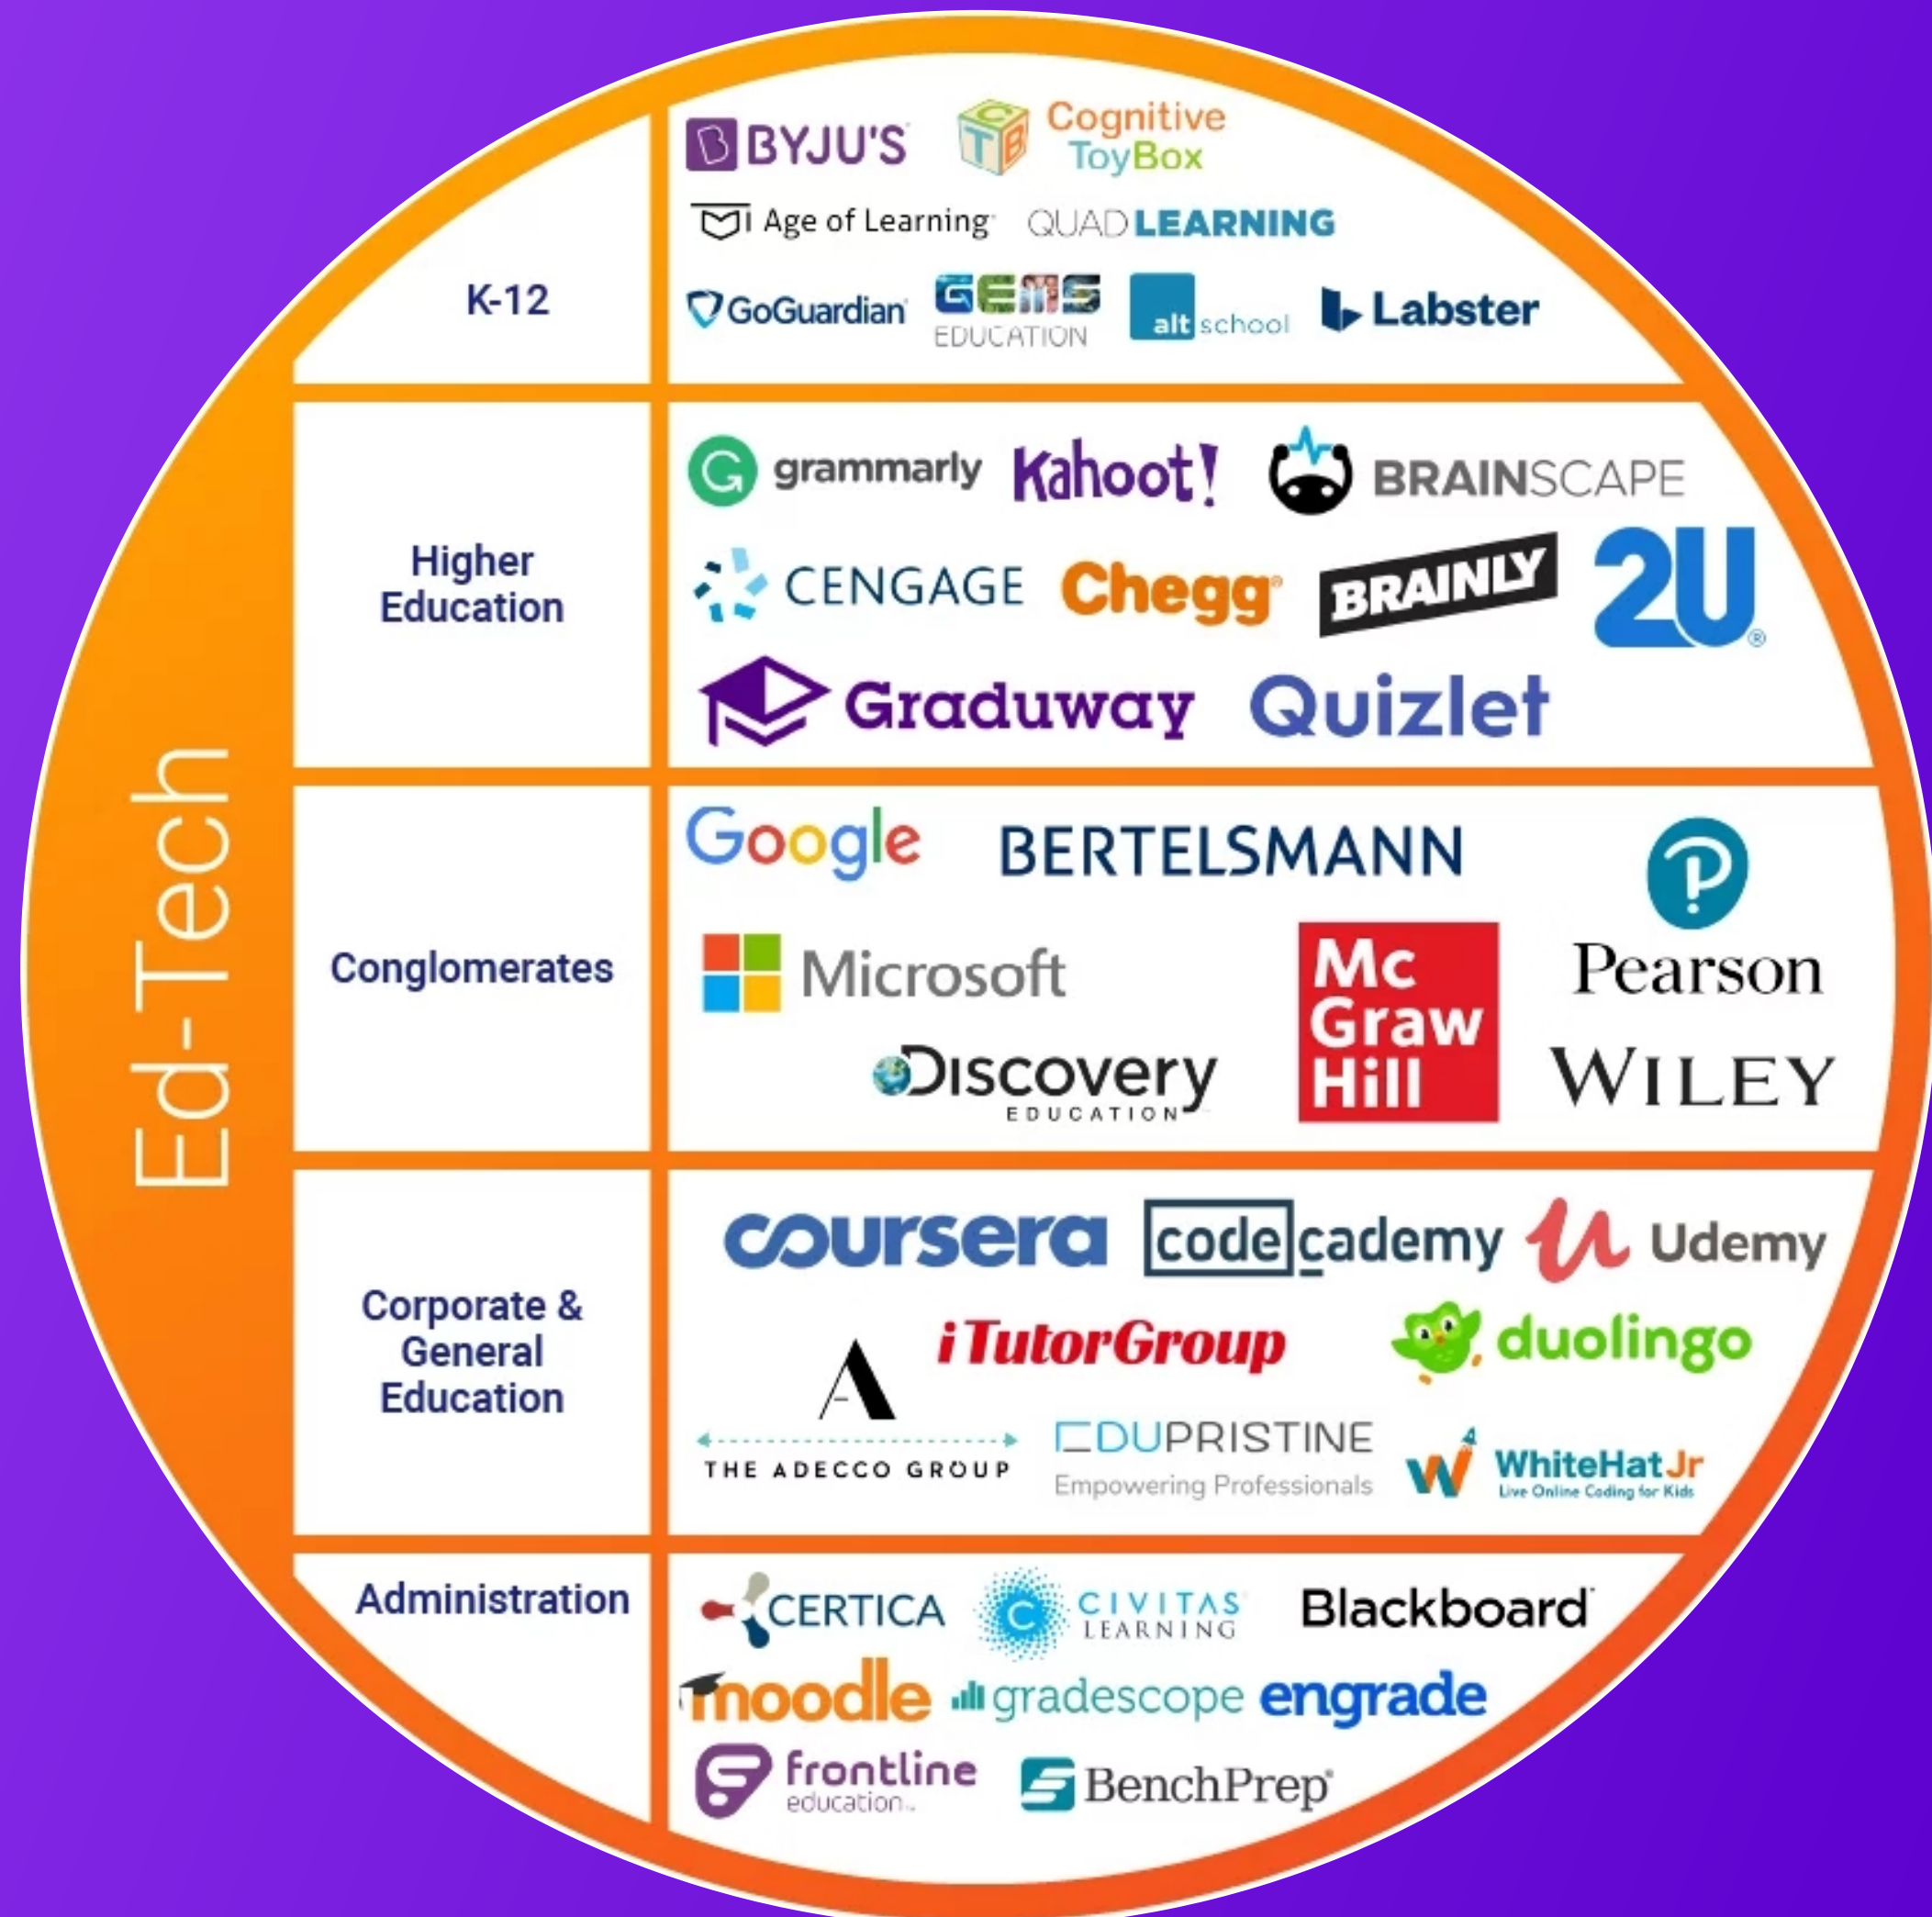 Ed-Tech
K-12
BYJU'S
Cognitive
ToyBox
CTB
Age of Learning
QUAD LEARNING
GoGuardian
GEMS
EDUCATION
alt school
Labster
Higher
Education
G grammarly
Kahoot!
BRAINSCAPE
CENGAGE
Chegg®
BRAINLY
2U®
Graduway
Quizlet
Conglomerates
Google
BERTELSMANN
P
Pearson
Microsoft
Mc
Graw
Hill
Discovery
EDUCATION
WILEY
Corporate &
General
Education
coursera
codecademy
Udemy
iTutorGroup
duolingo
A
THE ADECCO GROUP
EDUPRISTINE
Empowering Professionals
W WhiteHatJr
Live Online Coding for Kids
Administration
CERTICA
C CIVITAS
LEARNING
Blackboard
moodle
gradescope
engrade
frontline
education
BenchPrep®